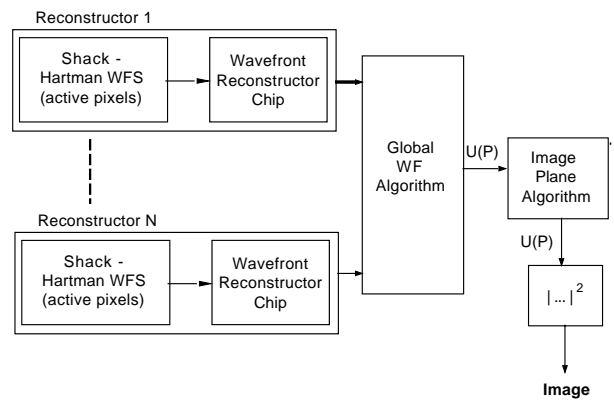 Reconstructor 1
Shack -
Hartman WFS
(active pixels)
Wavefront
Reconstructor
Chip
Global
WF
Algorithm
U(P)
Image
Plane
Algorithm
Reconstructor N
Shack -
Hartman WFS
(active pixels)
Wavefront
Reconstructor
Chip
U(P)
| ... | 2
Image